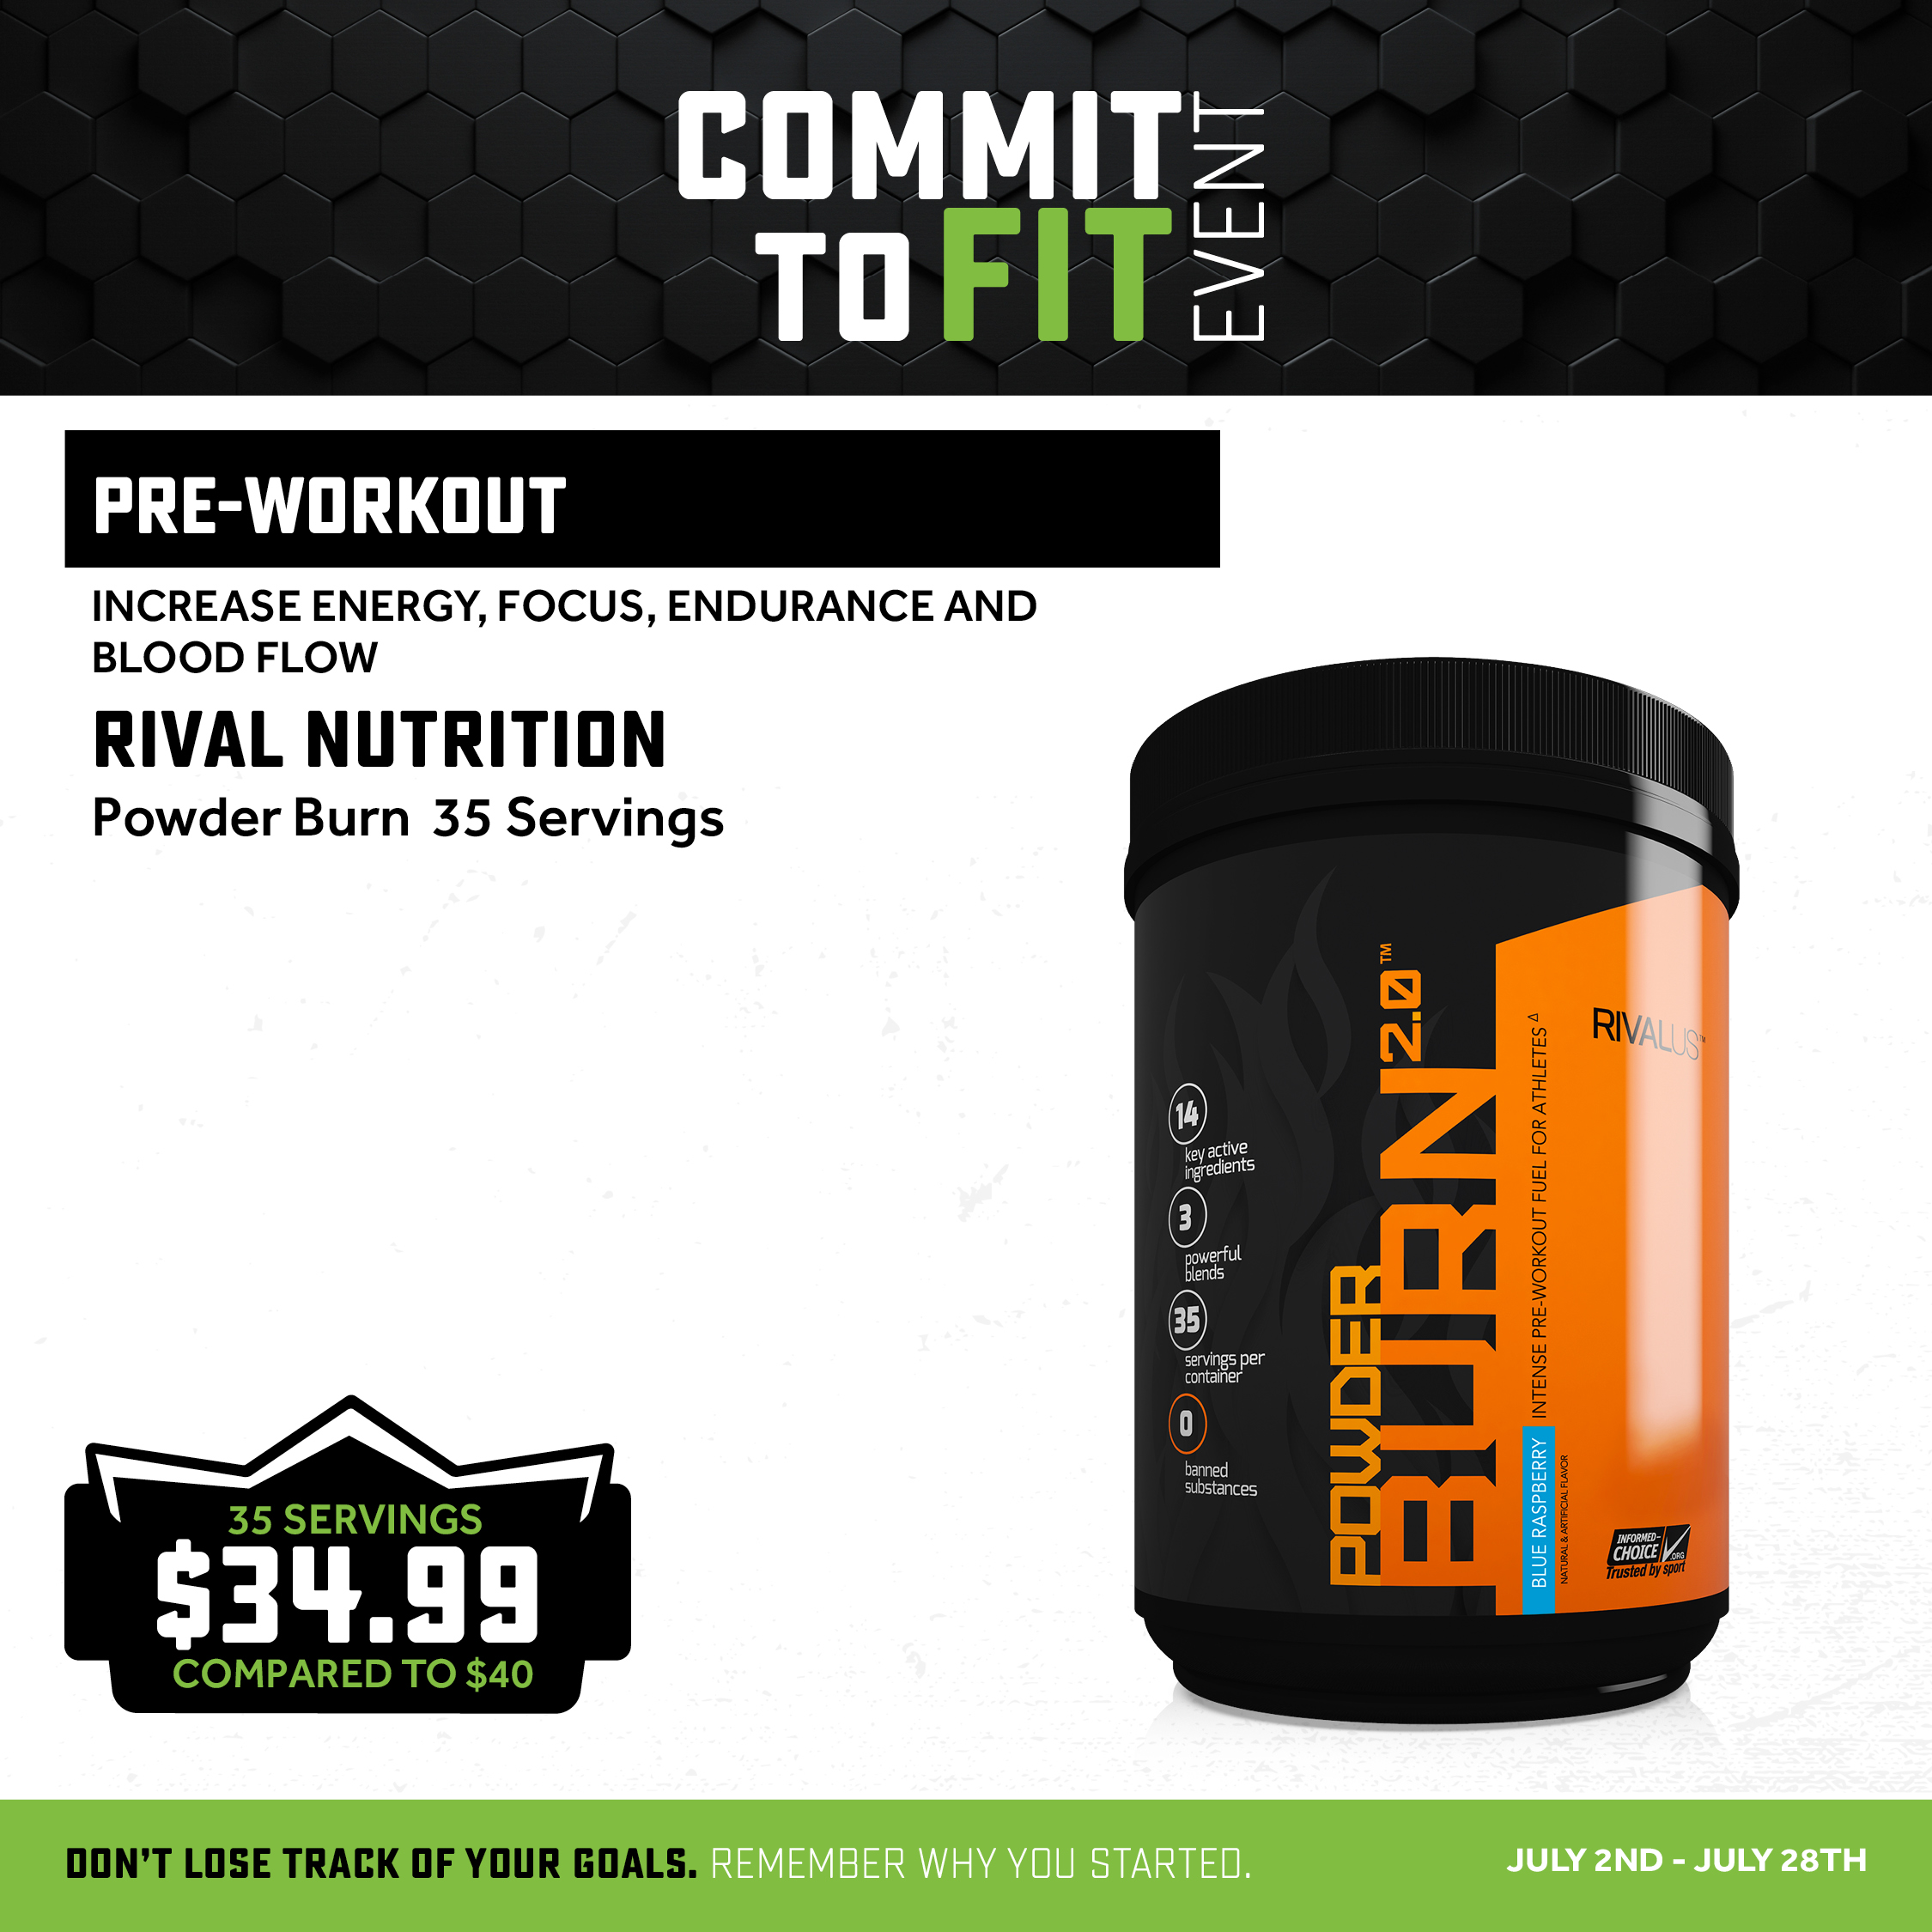 COMMIT
TO FIT
EVENT
PRE-WORKOUT
INCREASE ENERGY, FOCUS, ENDURANCE AND
BLOOD FLOW
RIVAL NUTRITION
Powder Burn 35 Servings
14
key active
ingredients
3
powerful
blends
35
servings per
container
0
banned
substances
POWDER
BURN 2.0™
INTENSE PRE-WORKOUT FUEL FOR ATHLETES Δ
BLUE RASPBERRY
NATURAL & ARTIFICIAL FLAVOR
RIVALUS™
INFORMED-
CHOICE .ORG
Trusted by sport
35 SERVINGS
$34.99
COMPARED TO $40
DON'T LOSE TRACK OF YOUR GOALS. REMEMBER WHY YOU STARTED.
JULY 2ND - JULY 28TH